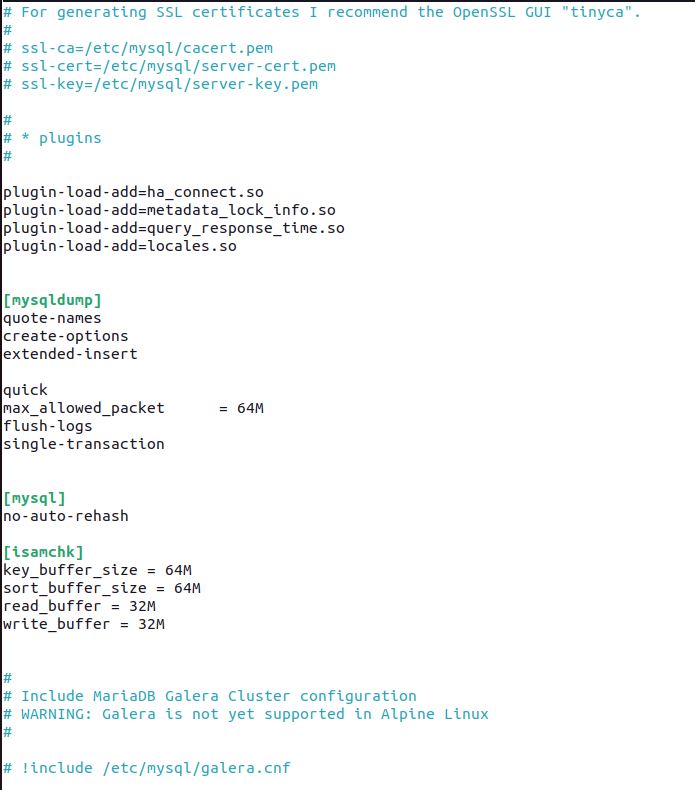 # For generating SSL certificates I recommend the OpenSSL GUI "tinyca".
#
# ssl-ca=/etc/mysql/cacert.pem
# ssl-cert=/etc/mysql/server-cert.pem
# ssl-key=/etc/mysql/server-key.pem
#
# * plugins
#
plugin-load-add=ha_connect.so
plugin-load-add=metadata_lock_info.so
plugin-load-add=query_response_time.so
plugin-load-add=locales.so
[mysqldump]
quote-names
create-options
extended-insert
quick
max_allowed_packet      = 64M
flush-logs
single-transaction
[mysql]
no-auto-rehash
[isamchk]
key_buffer_size = 64M
sort_buffer_size = 64M
read_buffer = 32M
write_buffer = 32M
#
# Include MariaDB Galera Cluster configuration
# WARNING: Galera is not yet supported in Alpine Linux
#
# !include /etc/mysql/galera.cnf